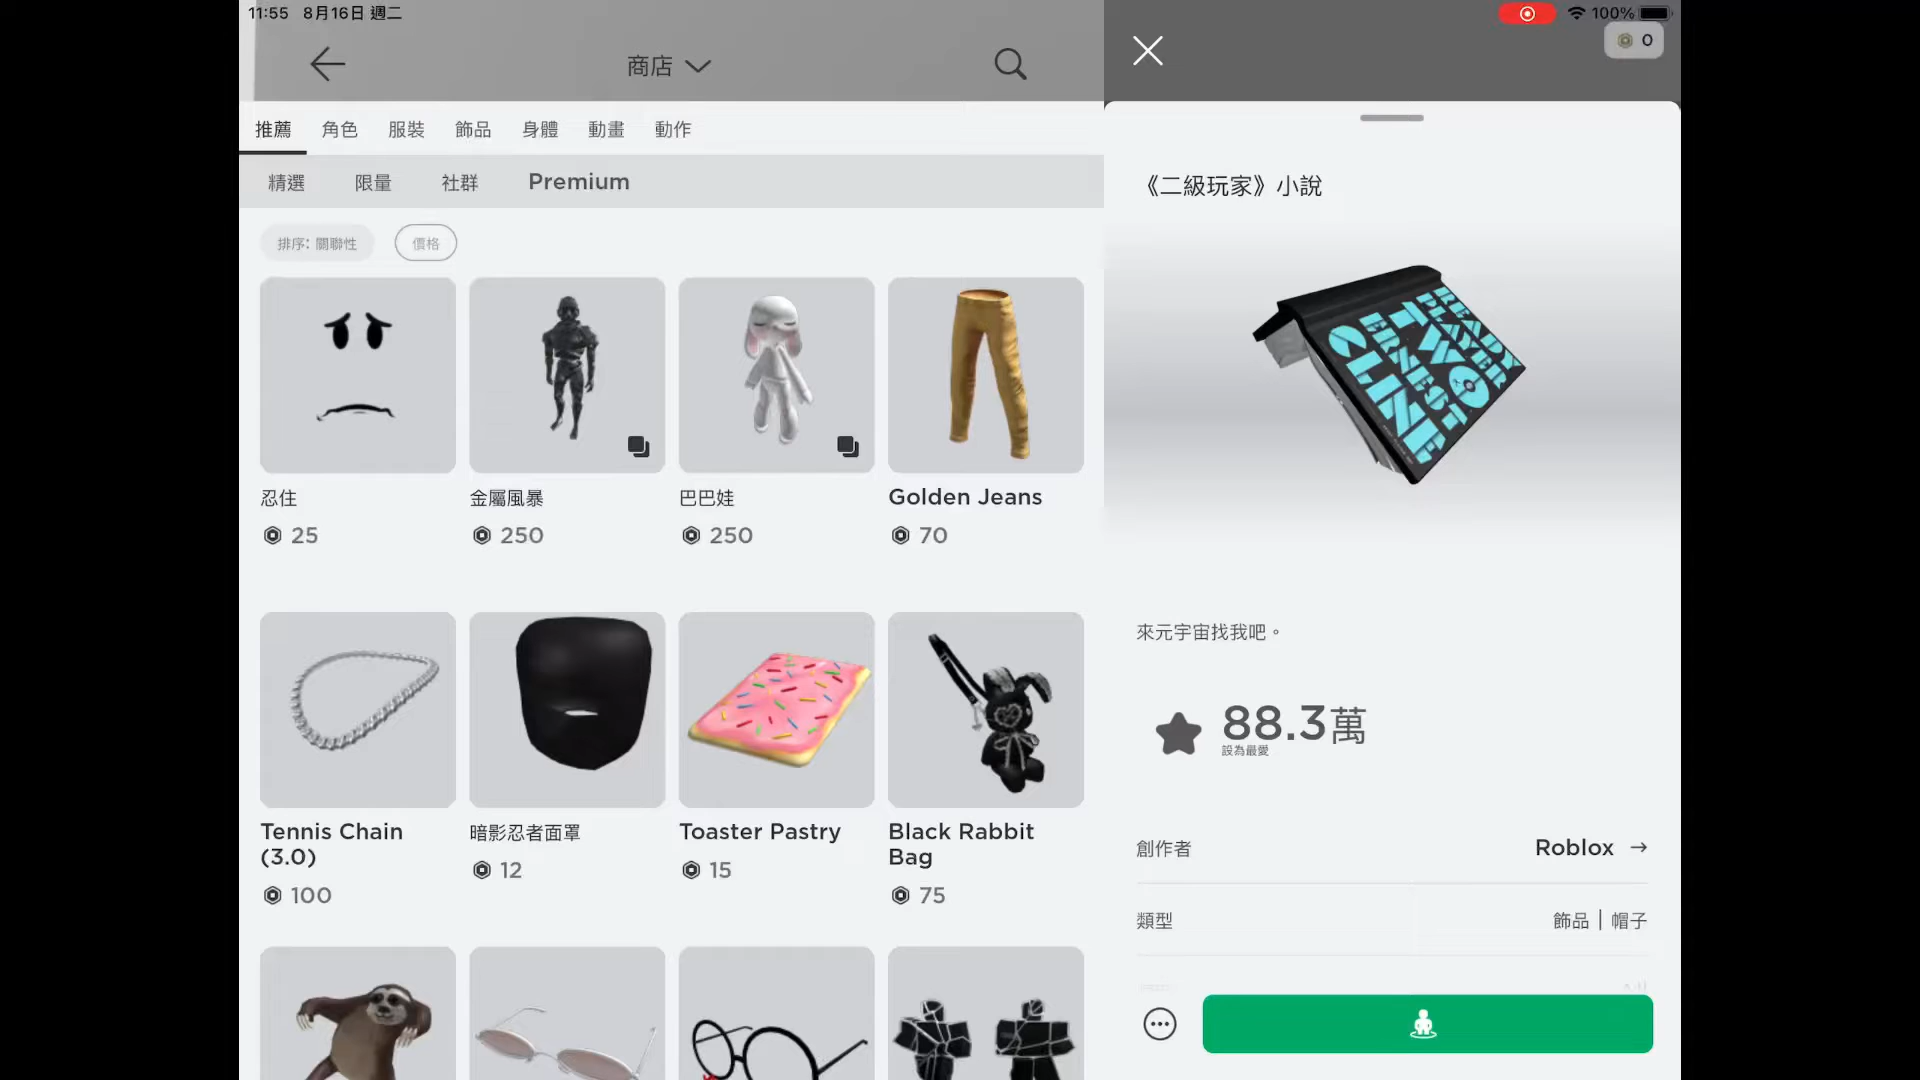 11:55 8月16日 週二
100%
商店
0
推薦 角色 服裝 飾品 身體 動畫 動作
精選 限量 社群 Premium
排序: 關聯性 價格
忍住
25
金屬風暴
250
巴巴娃
250
Golden Jeans
70
Tennis Chain
(3.0)
100
暗影忍者面罩
12
Toaster Pastry
15
Black Rabbit
Bag
75
《二級玩家》小說
READY
PLAYER
TWO
ERNEST
CLINE
來元宇宙找我吧。
88.3萬
設為最愛
創作者 Roblox
類型 飾品 | 帽子